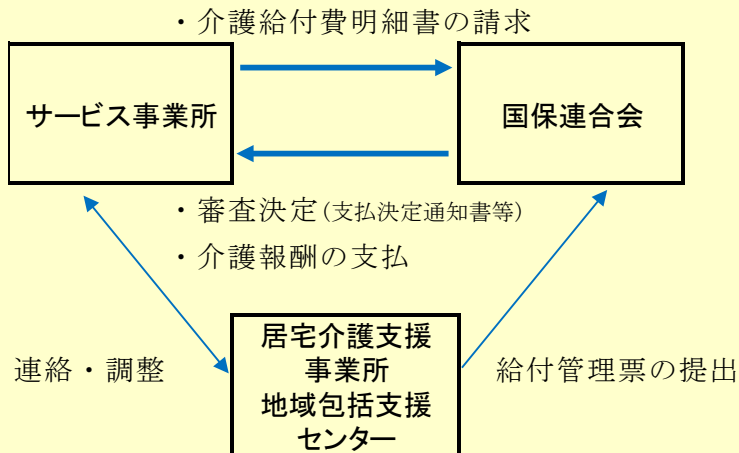 ・介護給付費明細書の請求
サービス事業所
国保連合会
・審査決定(支払決定通知書等)
・介護報酬の支払
連絡・調整
居宅介護支援
事業所
地域包括支援
センター
給付管理票の提出